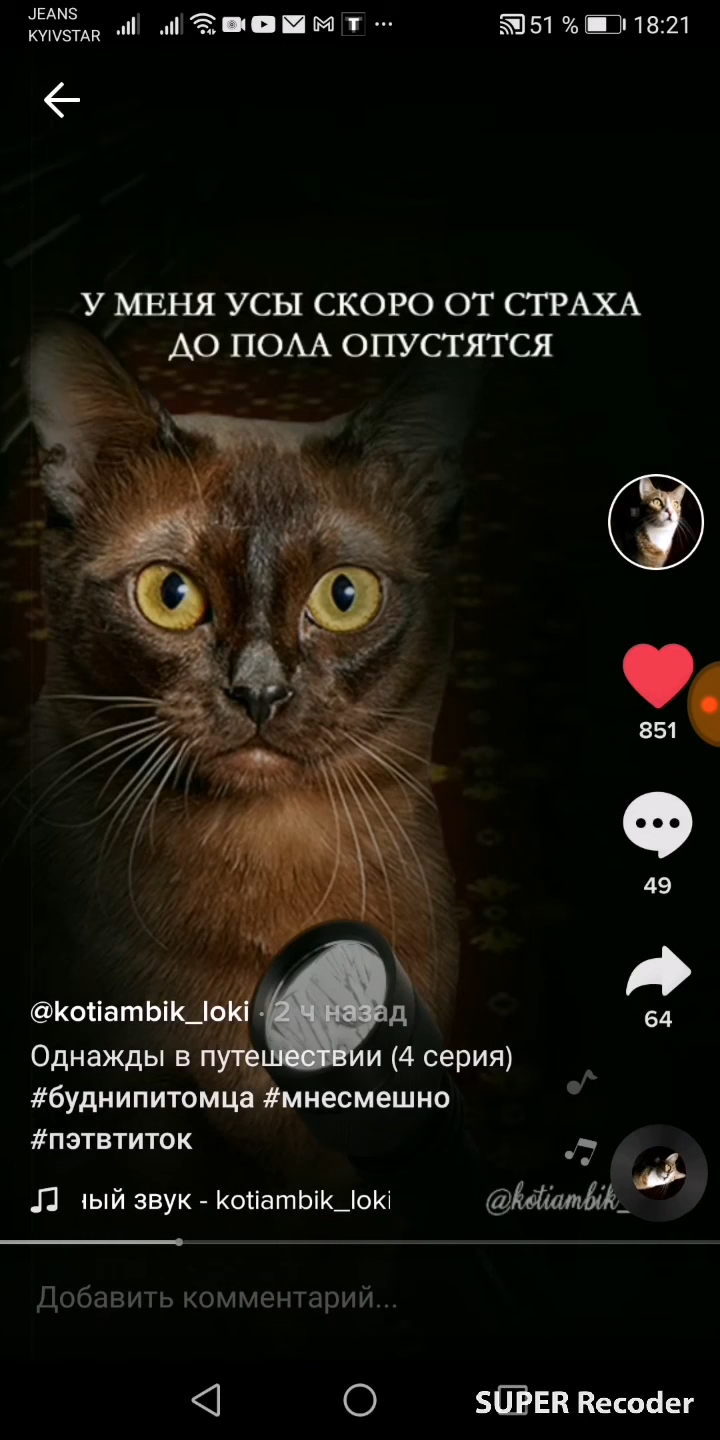 JEANS
KYIVSTAR
51 %
18:21
У МЕНЯ УСЫ СКОРО ОТ СТРАХА
ДО ПОЛА ОПУСТЯТСЯ
851
49
64
@kotiambik_loki · 2 ч назад
Однажды в путешествии (4 серия)
#буднипитомца #мнесмешно
#пэтвтиток
ный звук - kotiambik_loki
@kotiambik_
Добавить комментарий...
SUPER Recoder